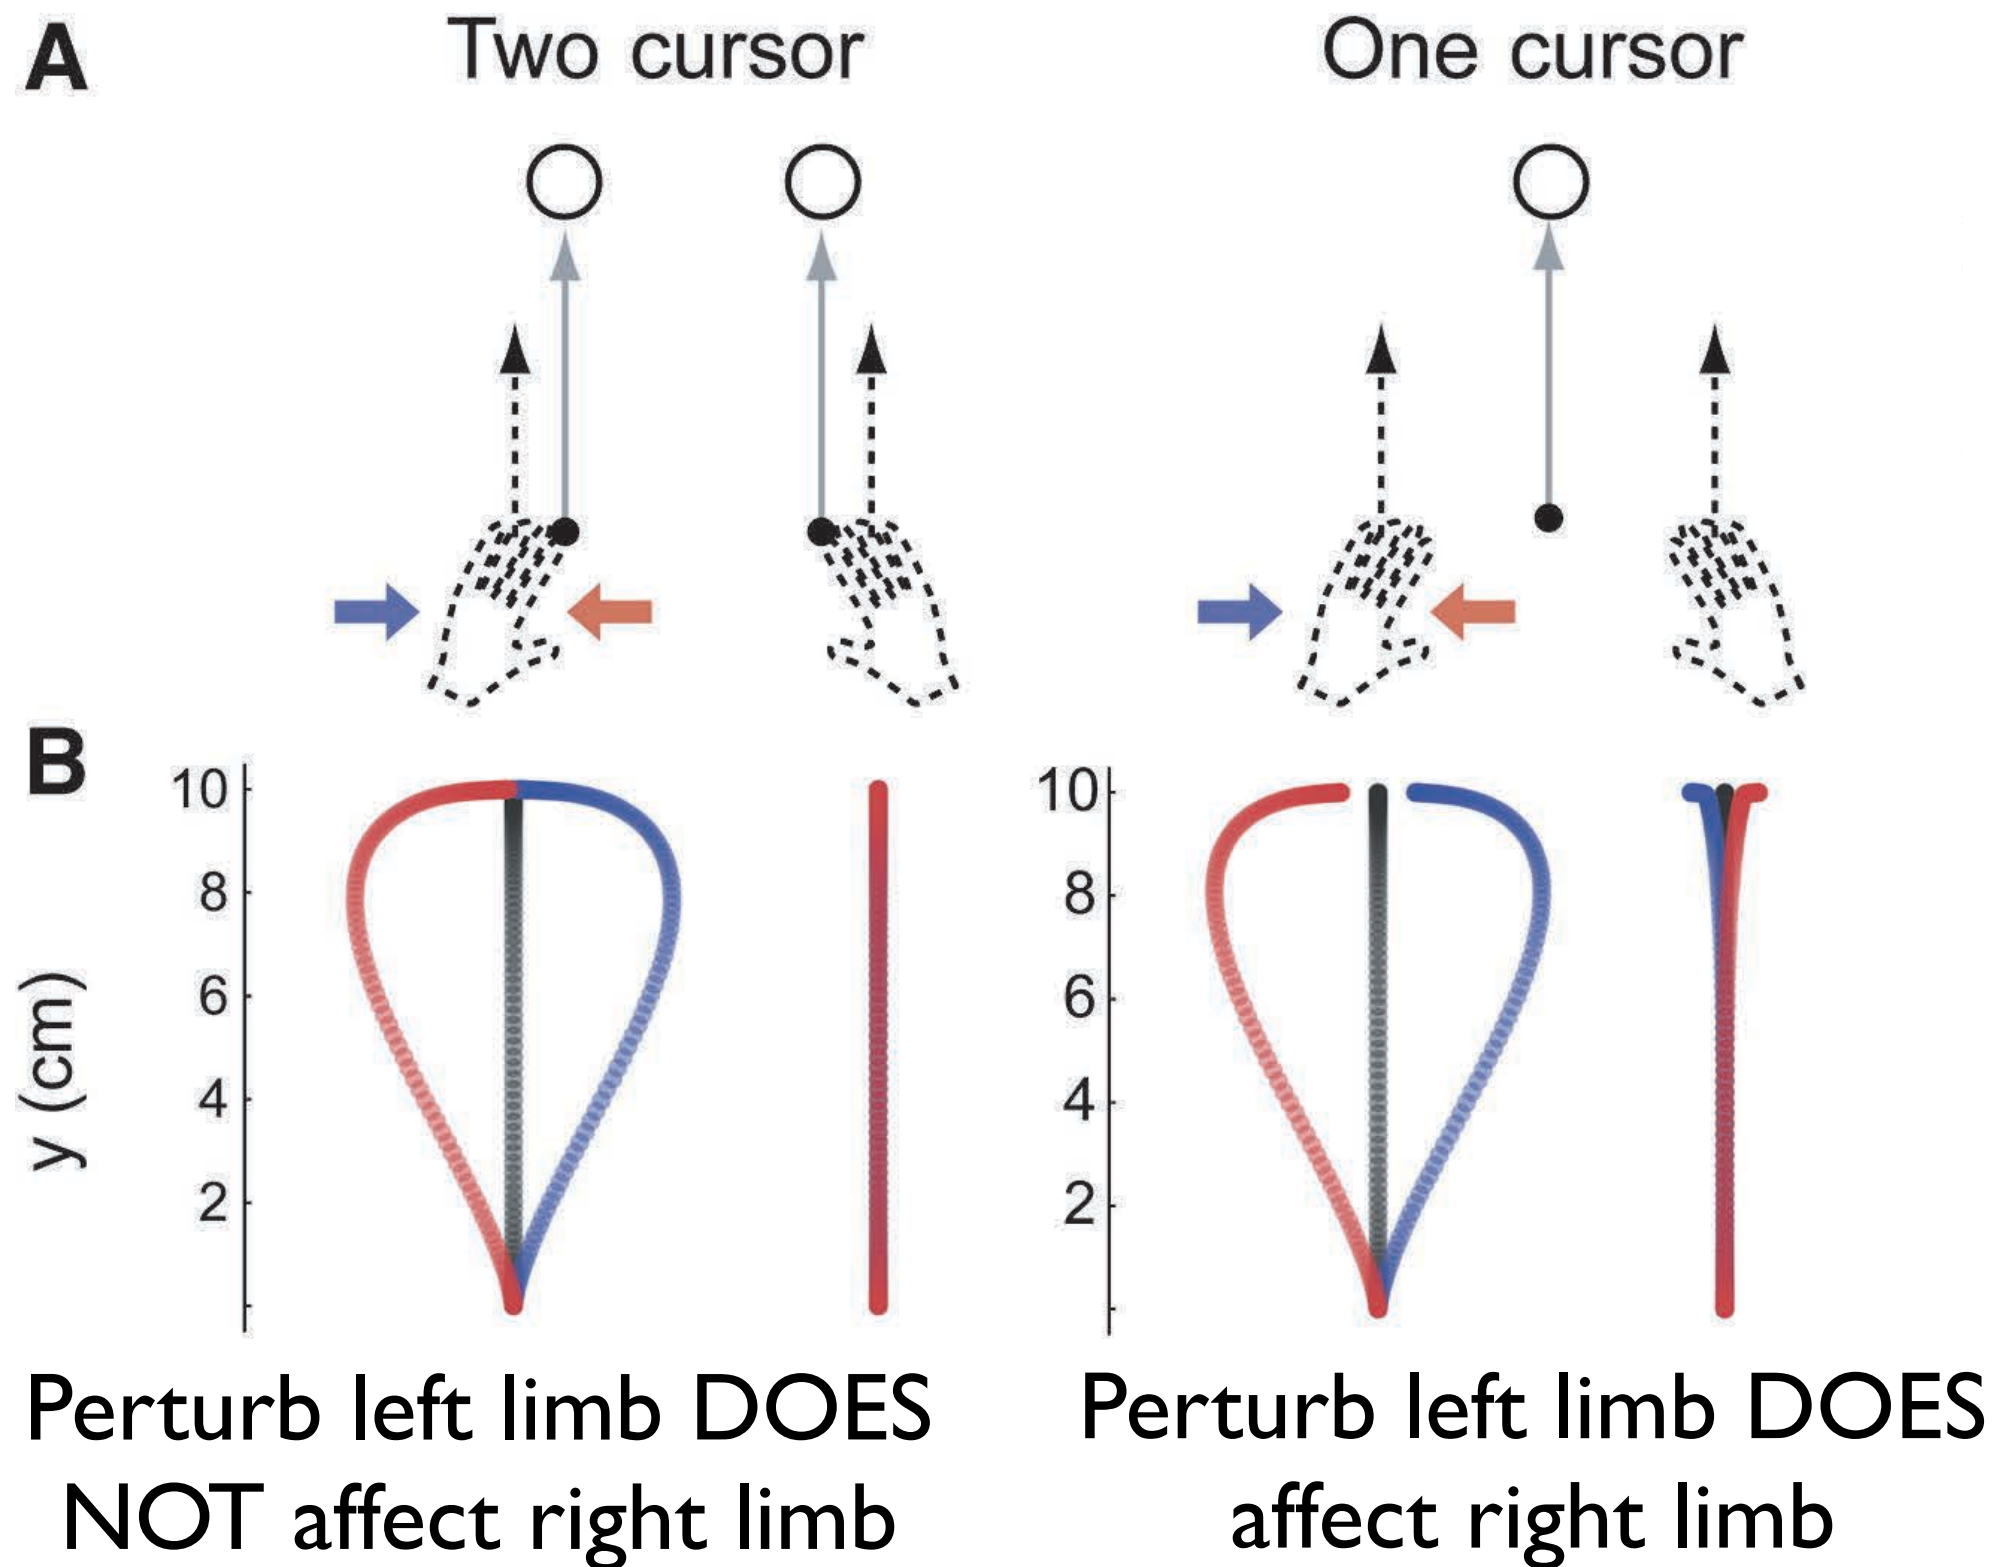 A
Two cursor
One cursor
B
10
8
6
4
2
y (cm)
10
8
6
4
2
Perturb left limb DOES
NOT affect right limb
Perturb left limb DOES
affect right limb